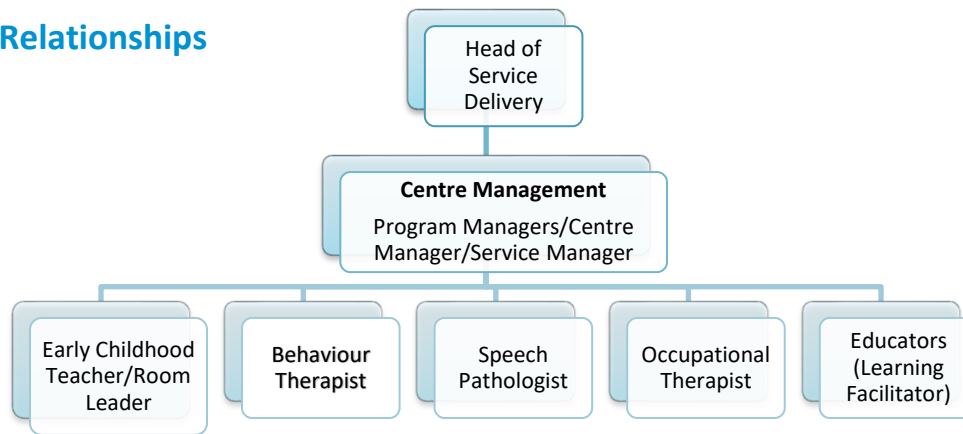 Relationships
Head of
Service
Delivery
Centre Management
Program Managers/Centre
Manager/Service Manager
Early Childhood
Teacher/Room
Leader
Behaviour
Therapist
Speech
Pathologist
Occupational
Therapist
Educators
(Learning
Facilitator)